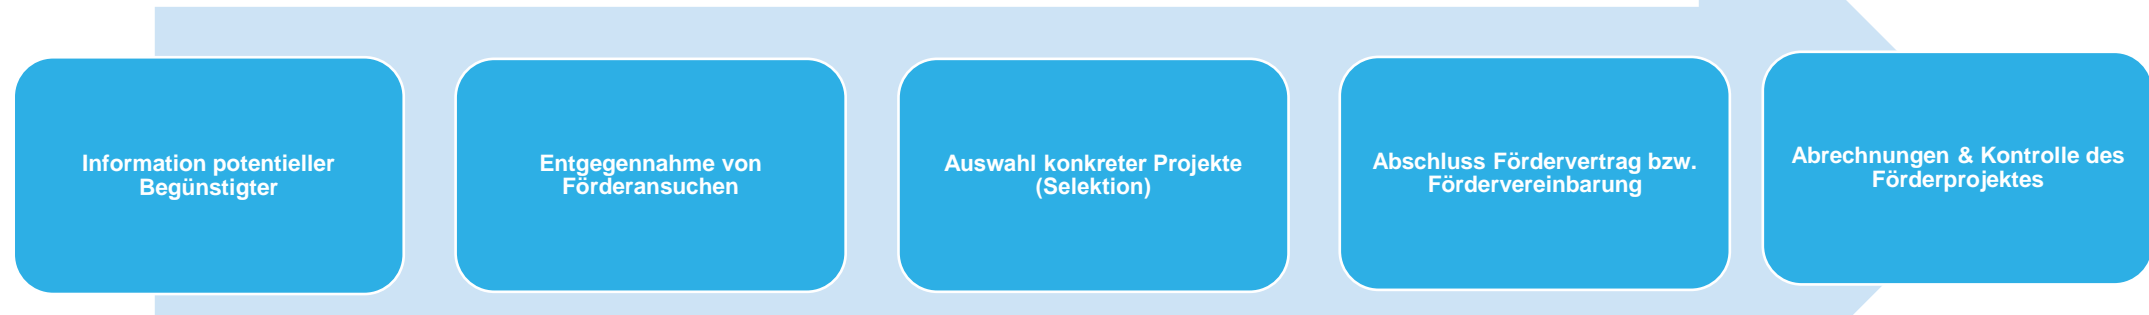 Information potentieller
Begünstigter
Entgegennahme von
Förderansuchen
Auswahl konkreter Projekte
(Selektion)
Abschluss Fördervertrag bzw.
Fördervereinbarung
Abrechnungen & Kontrolle des
Förderprojektes